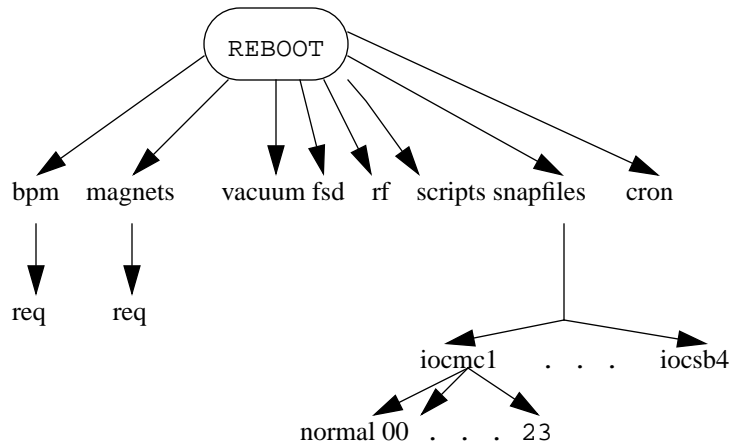 REBOOT
bpm magnets vacuum fsd rf scripts snapfiles cron
req req
iocmc1 . . . iocsb4
normal 00 . . . 23